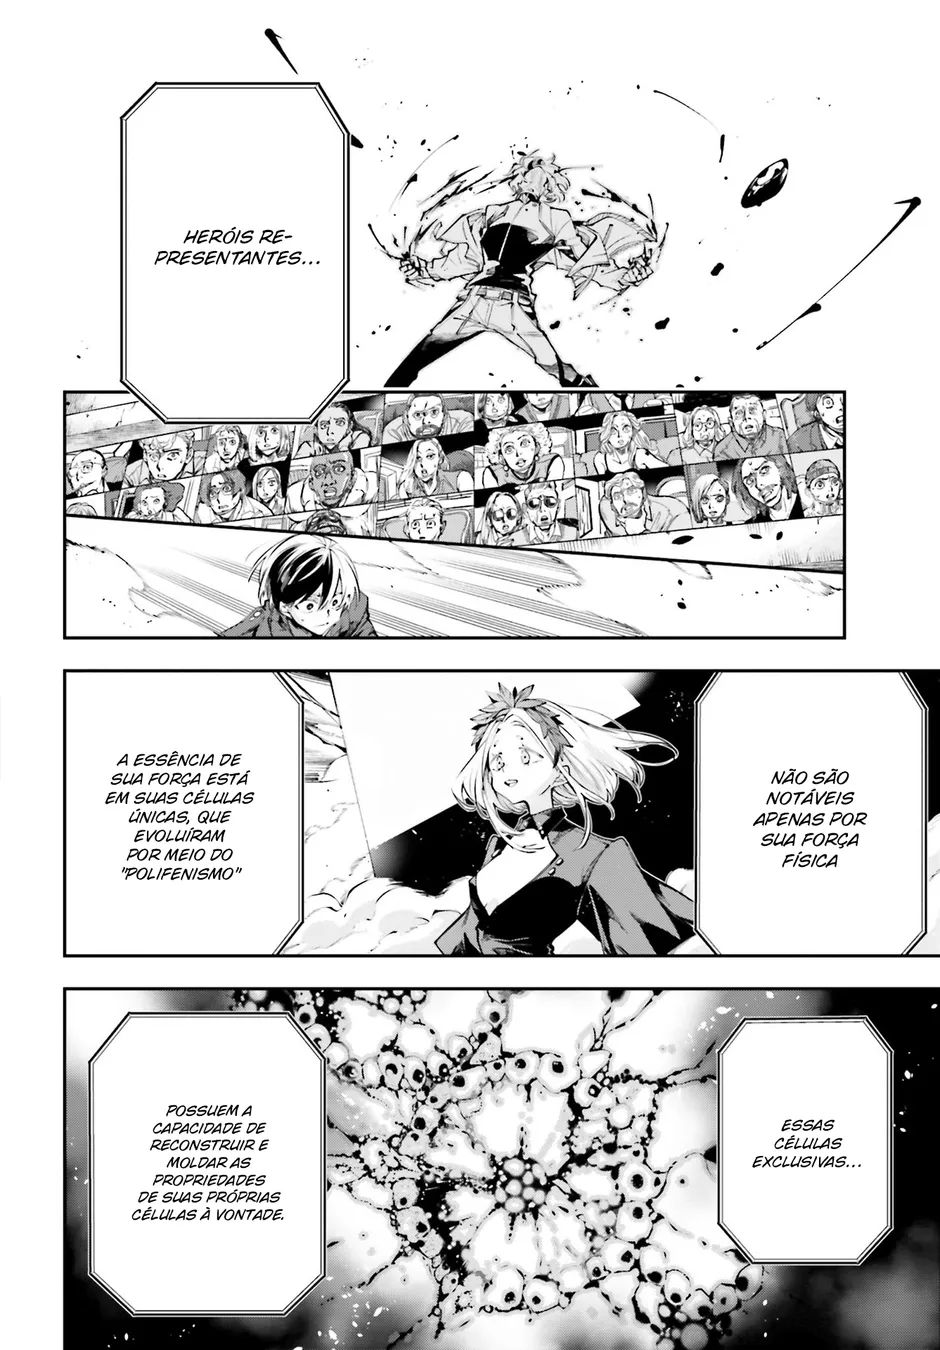 HERÓIS RE-
PRESENTANTES...
NÃO SÃO
NOTÁVEIS
APENAS POR
SUA FORÇA
FÍSICA
A ESSÊNCIA DE
SUA FORÇA ESTÁ
EM SUAS CÉLULAS
ÚNICAS, QUE
EVOLUÍRAM
POR MEIO DO
"POLIFENISMO"
ESSAS
CÉLULAS
EXCLUSIVAS...
POSSUEM A
CAPACIDADE DE
RECONSTRUIR E
MOLDAR AS
PROPRIEDADES
DE SUAS PRÓPRIAS
CÉLULAS À VONTADE.